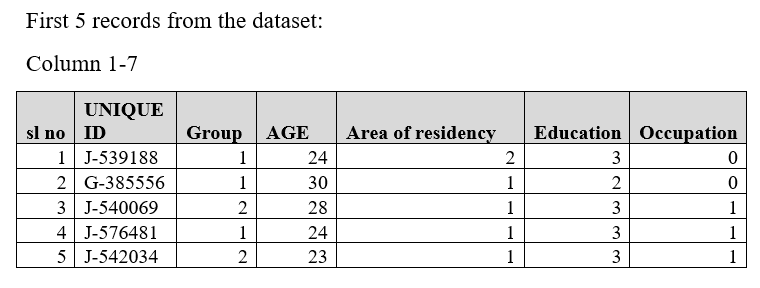 First 5 records from the dataset:
Column 1-7
sl no UNIQUE ID Group AGE Area of residency Education Occupation
1 J-539188 1 24 2 3 0
2 G-385556 1 30 1 2 0
3 J-540069 2 28 1 3 1
4 J-576481 1 24 1 3 1
5 J-542034 2 23 1 3 1